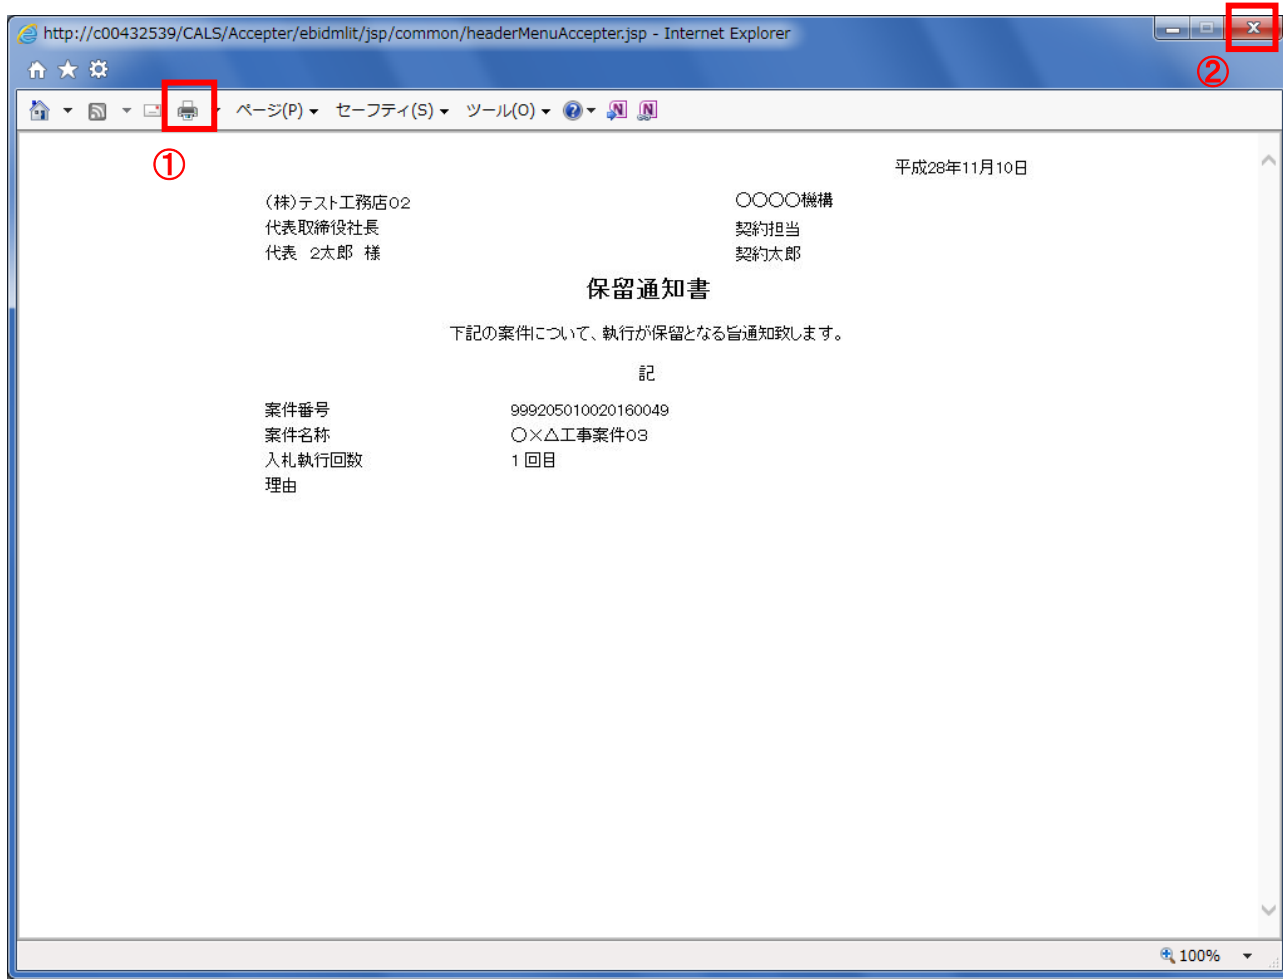 http://c00432539/CALS/Accepter/ebidmlit/jsp/common/headerMenuAccepter.jsp - Internet Explorer
②
ページ(P) セーフティ(S) ツール(O)
①
平成28年11月10日
(株)テスト工務店02 〇〇〇〇機構
代表取締役社長 契約担当
代表 2太郎 様 契約太郎
保留通知書
下記の案件について、執行が保留となる旨通知致します。
記
案件番号 999205010020160049
案件名称 〇×△工事案件03
入札執行回数 1回目
理由
100%